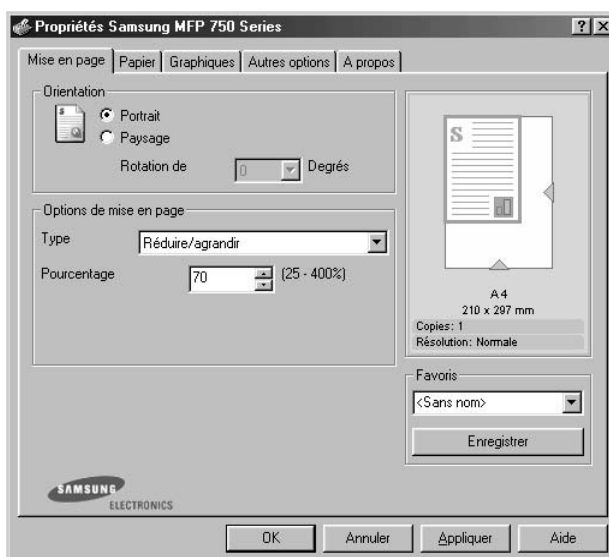 Propriétés Samsung MFP 750 Series
Mise en page Papier Graphiques Autres options A propos
Orientation
Portrait
Paysage
Rotation de 0 Degrés
Options de mise en page
Type Réduire/agrandir
Pourcentage 70 (25 - 400%)
S
A4
210 x 297 mm
Copies: 1
Résolution: Normale
Favoris
<Sans nom>
Enregistrer
SAMSUNG
ELECTRONICS
OK Annuler Appliquer Aide